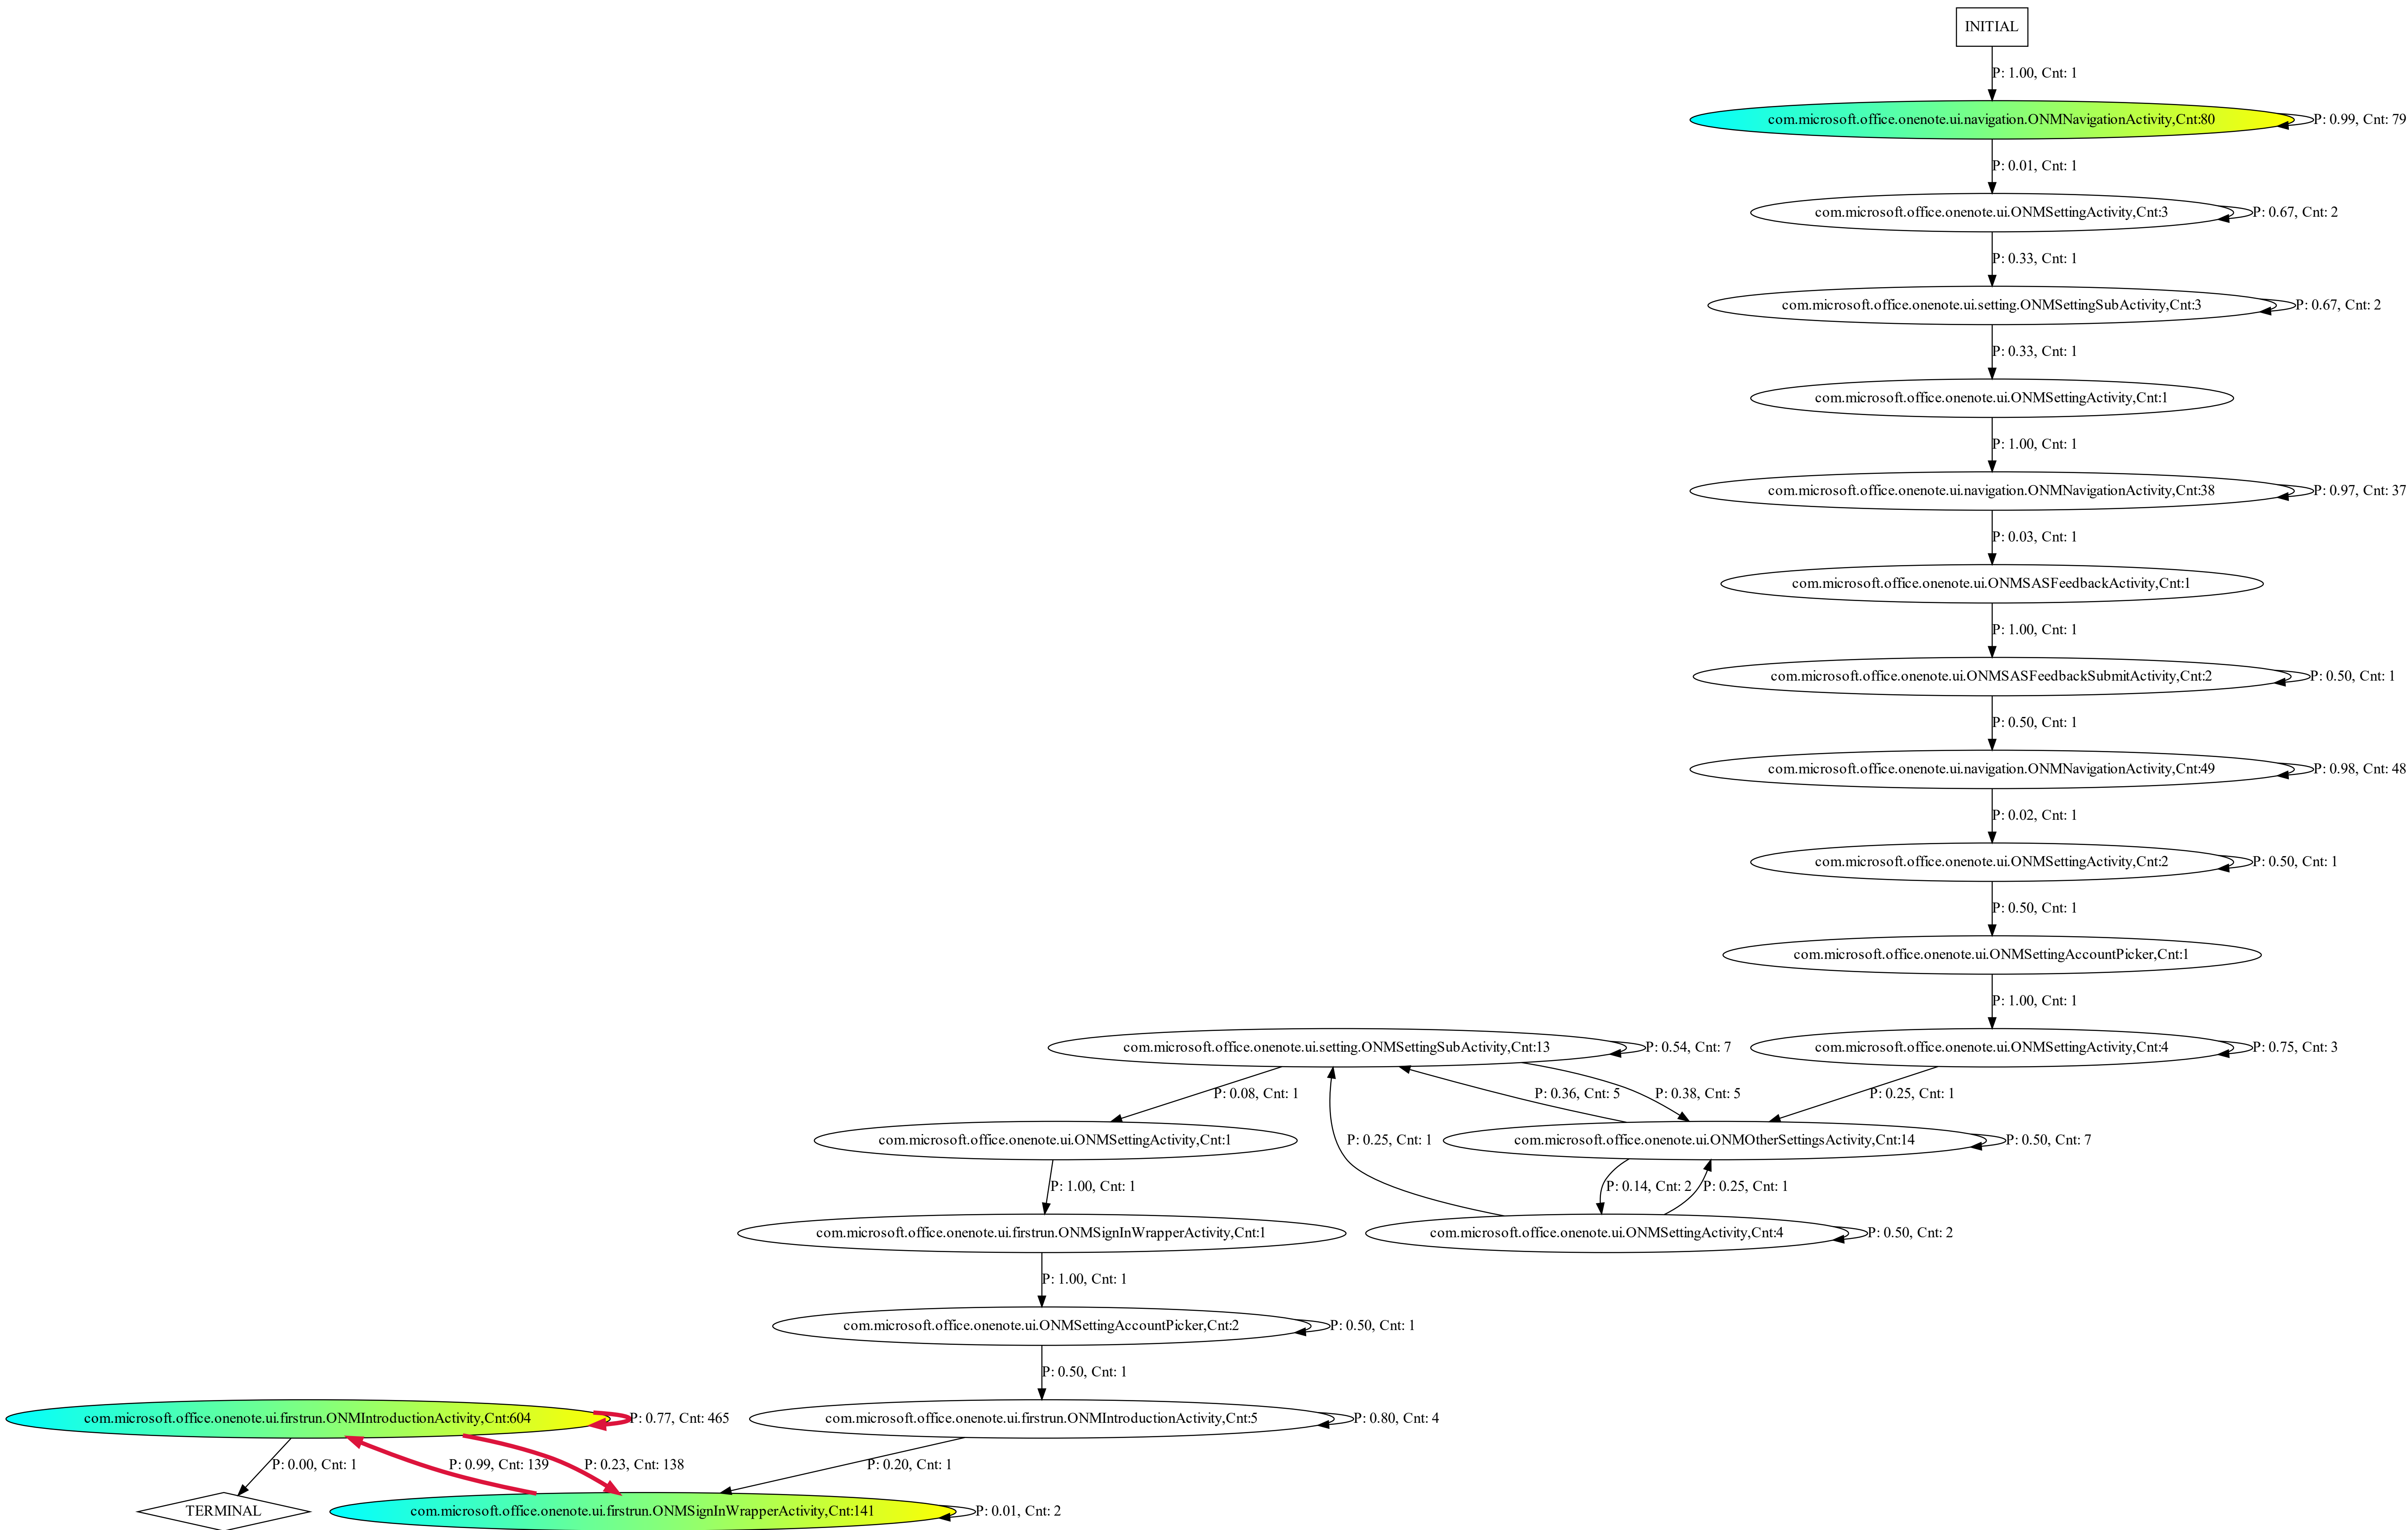 INITIAL
P: 1.00, Cnt: 1
com.microsoft.office.onenote.ui.navigation.ONMNavigationActivity,Cnt:80
P: 0.99, Cnt: 79
P: 0.01, Cnt: 1
com.microsoft.office.onenote.ui.ONMSettingActivity,Cnt:3
P: 0.67, Cnt: 2
P: 0.33, Cnt: 1
com.microsoft.office.onenote.ui.setting.ONMSettingSubActivity,Cnt:3
P: 0.67, Cnt: 2
P: 0.33, Cnt: 1
com.microsoft.office.onenote.ui.ONMSettingActivity,Cnt:1
P: 1.00, Cnt: 1
com.microsoft.office.onenote.ui.navigation.ONMNavigationActivity,Cnt:38
P: 0.97, Cnt: 37
P: 0.03, Cnt: 1
com.microsoft.office.onenote.ui.ONMSASFeedbackActivity,Cnt:1
P: 1.00, Cnt: 1
com.microsoft.office.onenote.ui.ONMSASFeedbackSubmitActivity,Cnt:2
P: 0.50, Cnt: 1
P: 0.50, Cnt: 1
com.microsoft.office.onenote.ui.navigation.ONMNavigationActivity,Cnt:49
P: 0.98, Cnt: 48
P: 0.02, Cnt: 1
com.microsoft.office.onenote.ui.ONMSettingActivity,Cnt:2
P: 0.50, Cnt: 1
P: 0.50, Cnt: 1
com.microsoft.office.onenote.ui.ONMSettingAccountPicker,Cnt:1
P: 1.00, Cnt: 1
com.microsoft.office.onenote.ui.setting.ONMSettingSubActivity,Cnt:13
P: 0.54, Cnt: 7
com.microsoft.office.onenote.ui.ONMSettingActivity,Cnt:4
P: 0.75, Cnt: 3
P: 0.08, Cnt: 1
P: 0.36, Cnt: 5
P: 0.38, Cnt: 5
P: 0.25, Cnt: 1
com.microsoft.office.onenote.ui.ONMSettingActivity,Cnt:1
P: 0.25, Cnt: 1
com.microsoft.office.onenote.ui.ONMOtherSettingsActivity,Cnt:14
P: 0.50, Cnt: 7
P: 1.00, Cnt: 1
P: 0.14, Cnt: 2
P: 0.25, Cnt: 1
com.microsoft.office.onenote.ui.firstrun.ONMSignInWrapperActivity,Cnt:1
com.microsoft.office.onenote.ui.ONMSettingActivity,Cnt:4
P: 0.50, Cnt: 2
P: 1.00, Cnt: 1
com.microsoft.office.onenote.ui.ONMSettingAccountPicker,Cnt:2
P: 0.50, Cnt: 1
P: 0.50, Cnt: 1
com.microsoft.office.onenote.ui.firstrun.ONMIntroductionActivity,Cnt:604
P: 0.77, Cnt: 465
com.microsoft.office.onenote.ui.firstrun.ONMIntroductionActivity,Cnt:5
P: 0.80, Cnt: 4
P: 0.00, Cnt: 1
P: 0.99, Cnt: 139
P: 0.23, Cnt: 138
P: 0.20, Cnt: 1
TERMINAL
com.microsoft.office.onenote.ui.firstrun.ONMSignInWrapperActivity,Cnt:141
P: 0.01, Cnt: 2